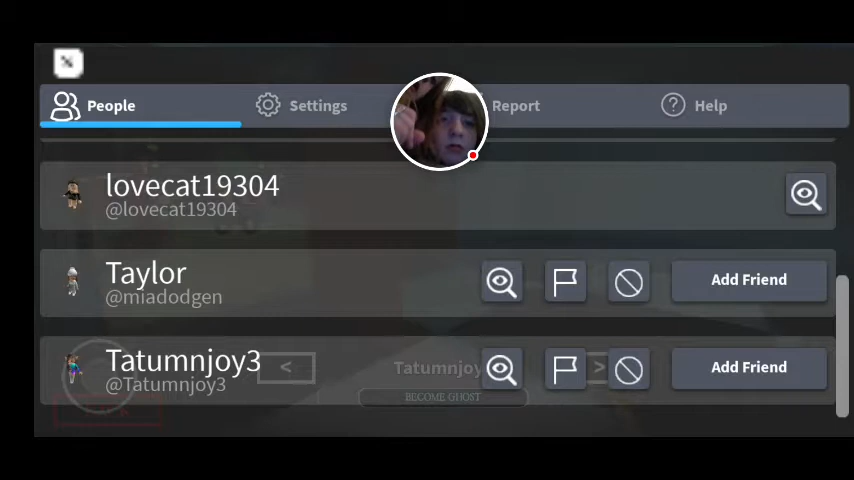 People
Settings
Report
Help
lovecat19304
@lovecat19304
Taylor
@miadodgen
Add Friend
Tatumnjoy3
@Tatumnjoy3
< Tatumnjoy >
Add Friend
BECOME GHOST